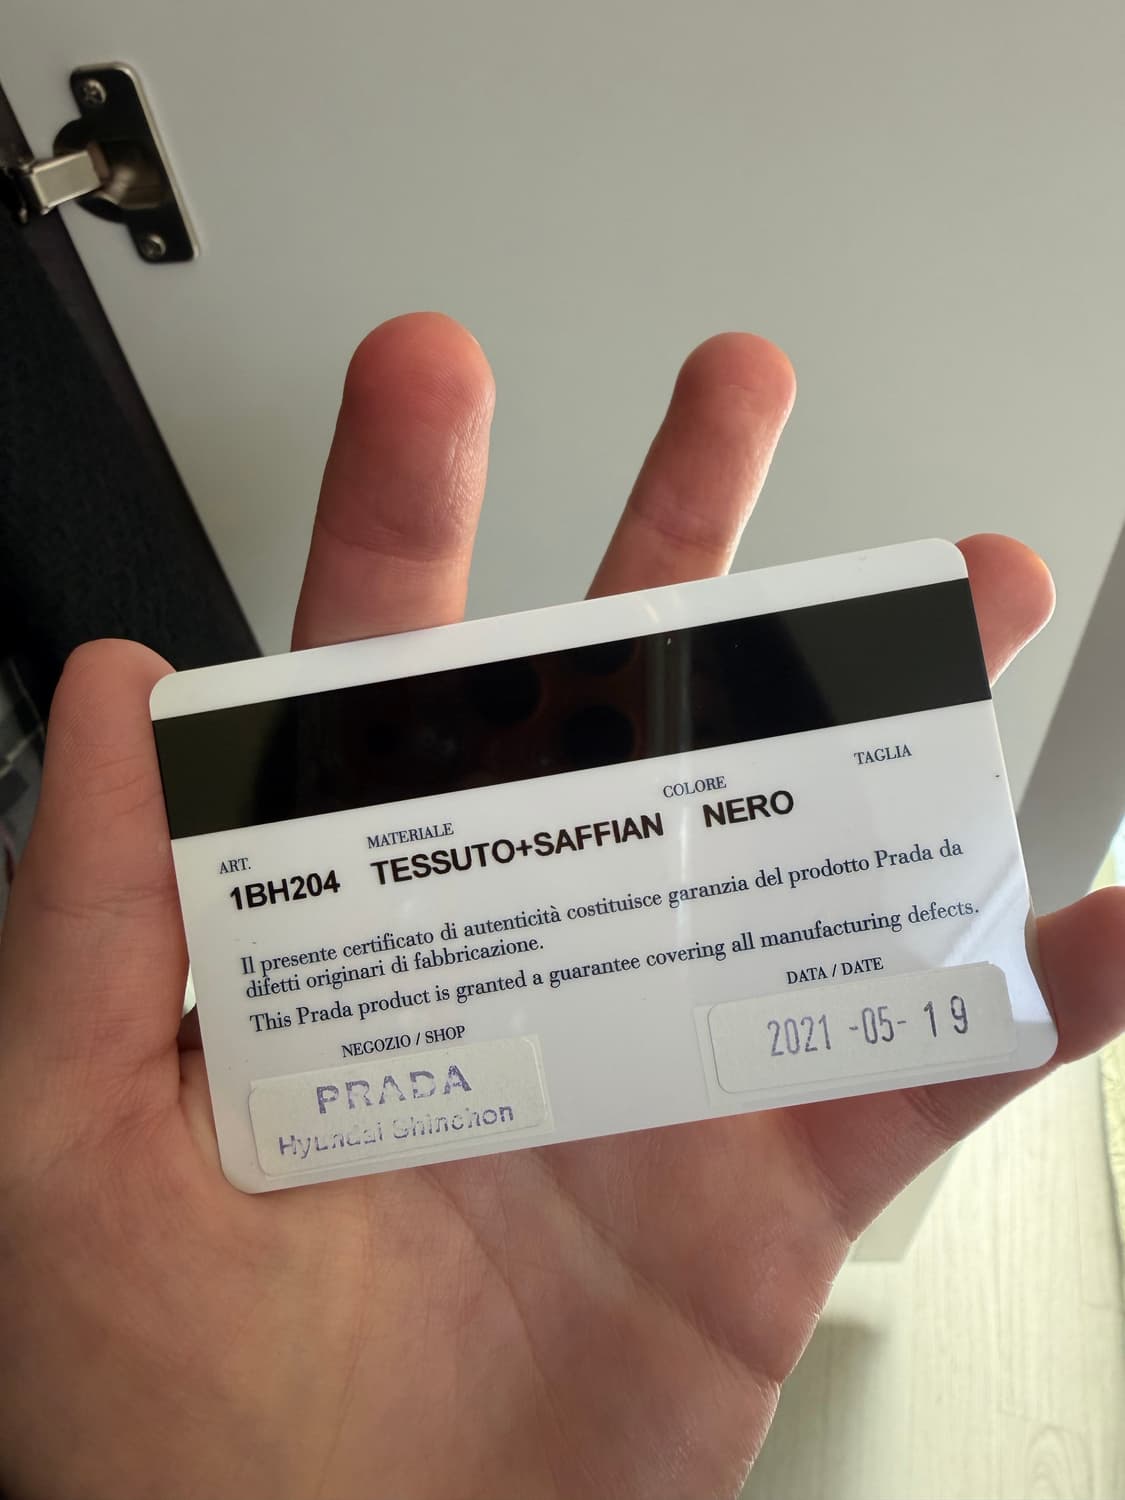 ART. MATERIALE COLORE TAGLIA
1BH204 TESSUTO+SAFFIAN NERO
Il presente certificato di autenticità costituisce garanzia del prodotto Prada da
difetti originari di fabbricazione.
This Prada product is granted a guarantee covering all manufacturing defects.
NEGOZIO / SHOP
PRADA
Hyundai Shinchon
DATA / DATE
2021 -05- 19